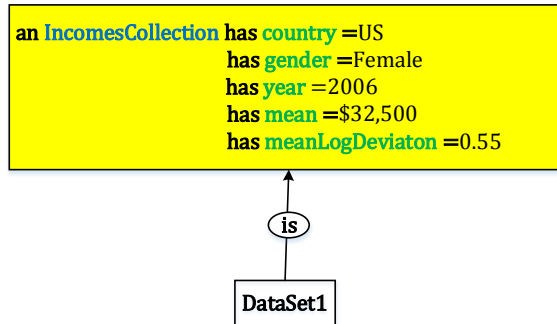 an IncomesCollection has country =US
has gender =Female
has year =2006
has mean =$32,500
has meanLogDeviaton =0.55
is
DataSet1